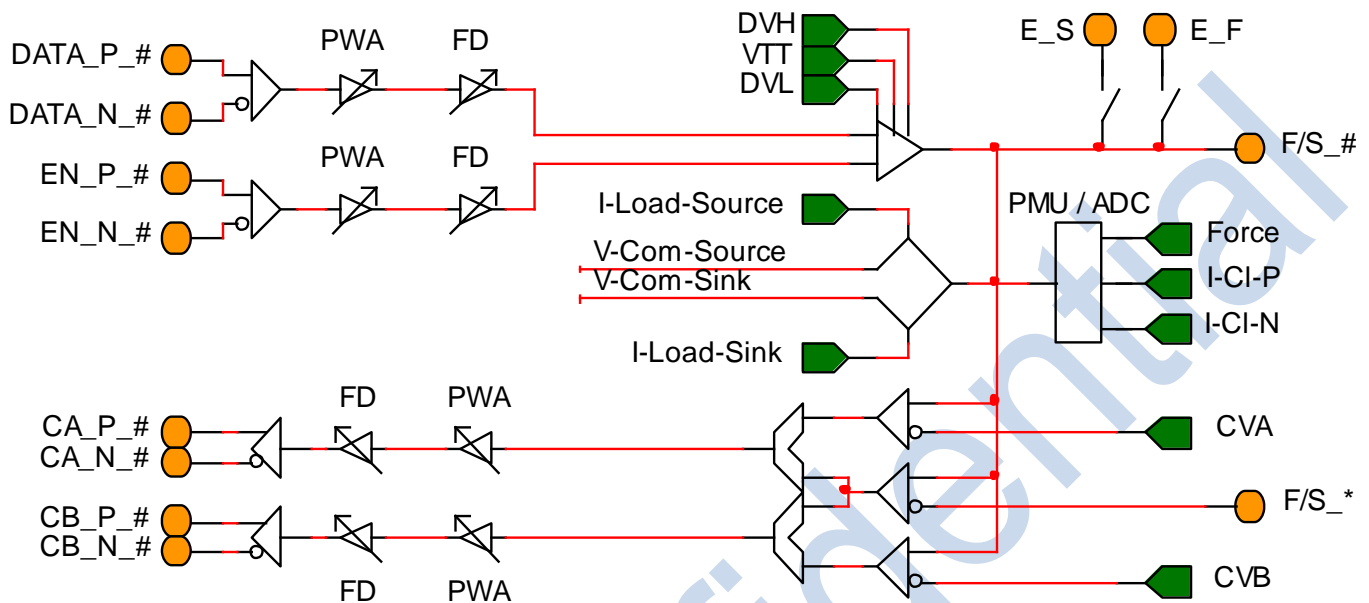 DATA_P_#
DATA_N_#
EN_P_#
EN_N_#
PWA
FD
PWA
FD
DVH
VTT
DVL
E_S
E_F
F/S_#
I-Load-Source
V-Com-Source
V-Com-Sink
I-Load-Sink
PMU / ADC
Force
I-Cl-P
I-Cl-N
CA_P_#
CA_N_#
FD
PWA
CB_P_#
CB_N_#
FD
PWA
CVA
F/S_*
CVB